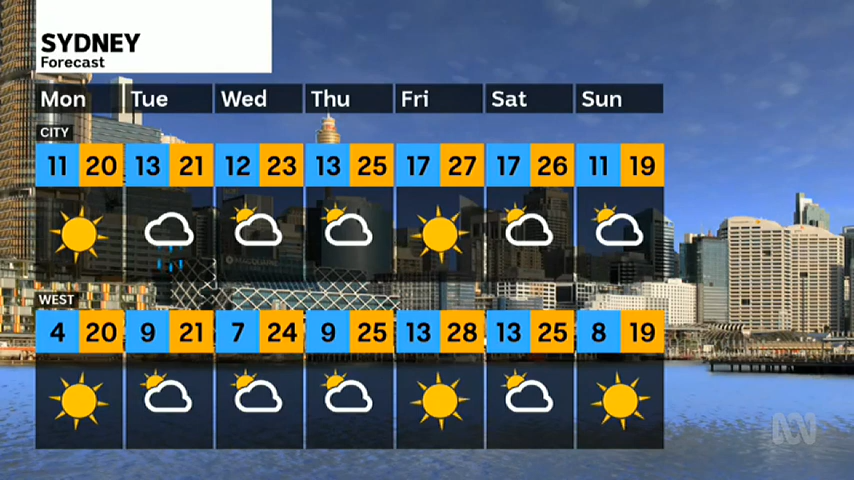 SYDNEY
Forecast
Mon Tue Wed Thu Fri Sat Sun
CITY
11 20 13 21 12 23 13 25 17 27 17 26 11 19
WEST
4 20 9 21 7 24 9 25 13 28 13 25 8 19